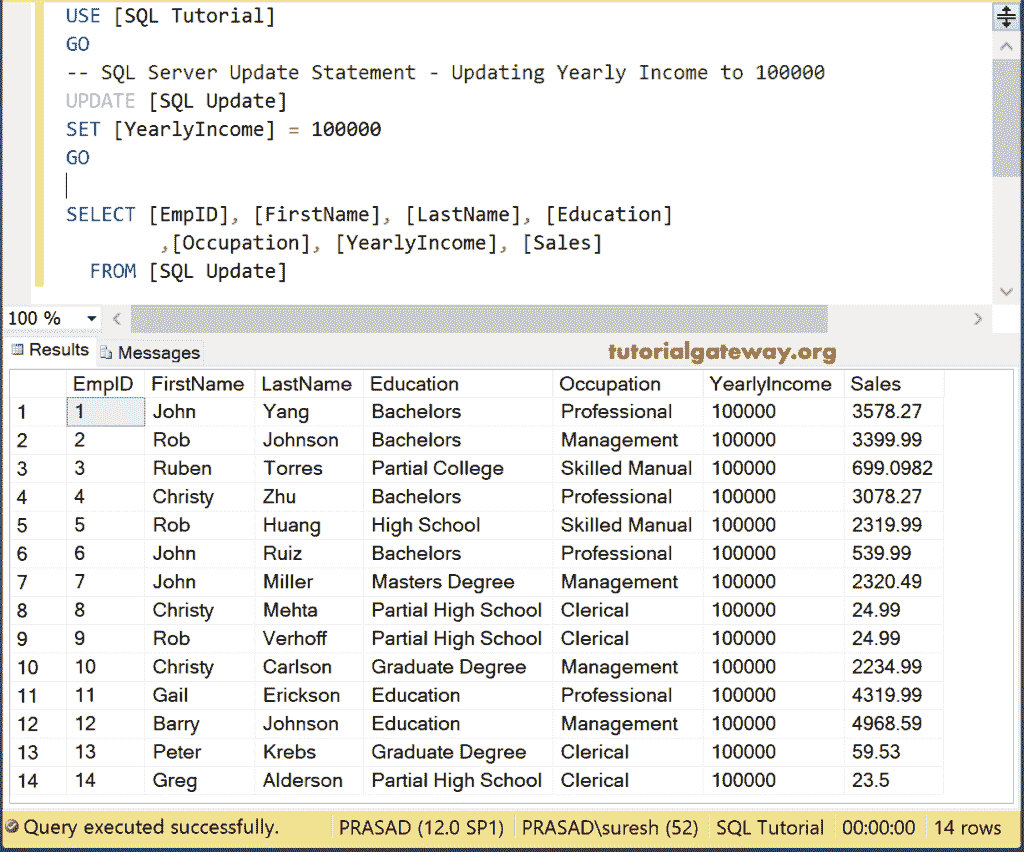 USE [SQL Tutorial]
GO
-- SQL Server Update Statement - Updating Yearly Income to 100000
UPDATE [SQL Update]
SET [YearlyIncome] = 100000
GO
SELECT [EmpID], [FirstName], [LastName], [Education]
,[Occupation], [YearlyIncome], [Sales]
FROM [SQL Update]
100 %
Results Messages tutorialgateway.org
EmpID FirstName LastName Education Occupation YearlyIncome Sales
1 1 John Yang Bachelors Professional 100000 3578.27
2 2 Rob Johnson Bachelors Management 100000 3399.99
3 3 Ruben Torres Partial College Skilled Manual 100000 699.0982
4 4 Christy Zhu Bachelors Professional 100000 3078.27
5 5 Rob Huang High School Skilled Manual 100000 2319.99
6 6 John Ruiz Bachelors Professional 100000 539.99
7 7 John Miller Masters Degree Management 100000 2320.49
8 8 Christy Mehta Partial High School Clerical 100000 24.99
9 9 Rob Verhoff Partial High School Clerical 100000 24.99
10 10 Christy Carlson Graduate Degree Management 100000 2234.99
11 11 Gail Erickson Education Professional 100000 4319.99
12 12 Barry Johnson Education Management 100000 4968.59
13 13 Peter Krebs Graduate Degree Clerical 100000 59.53
14 14 Greg Alderson Partial High School Clerical 100000 23.5
Query executed successfully. PRASAD (12.0 SP1) PRASAD\suresh (52) SQL Tutorial 00:00:00 14 rows